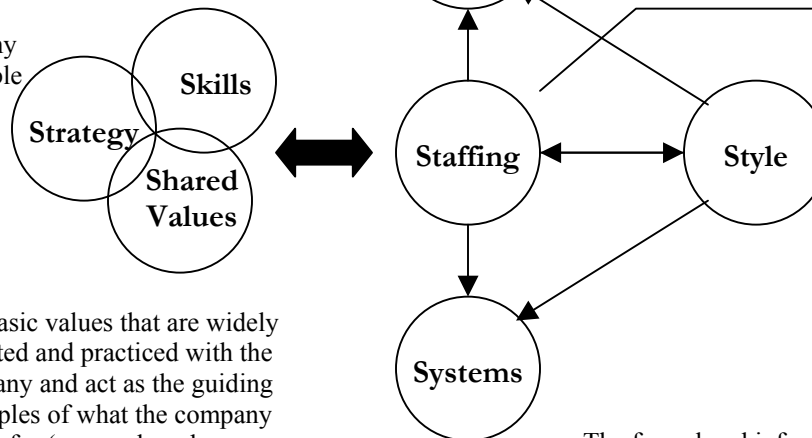 ny
ple
Skills
Strategy
Shared
Values
Staffing
Style
Systems
asic values that are widely
ted and practiced with the
any and act as the guiding
ples of what the company